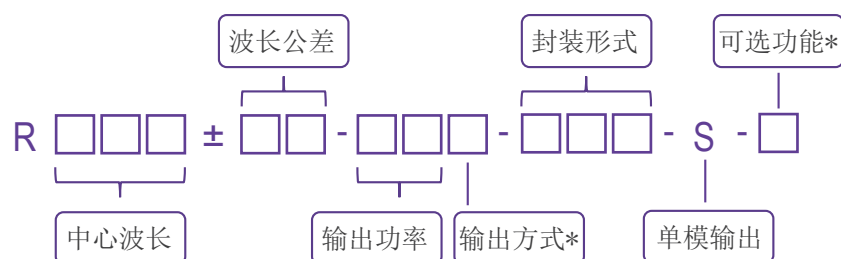 波长公差 封装形式 可选功能*
R □□□ ± □□ - □□□ - □□□ - S - □
中心波长 输出功率 输出方式* 单模输出